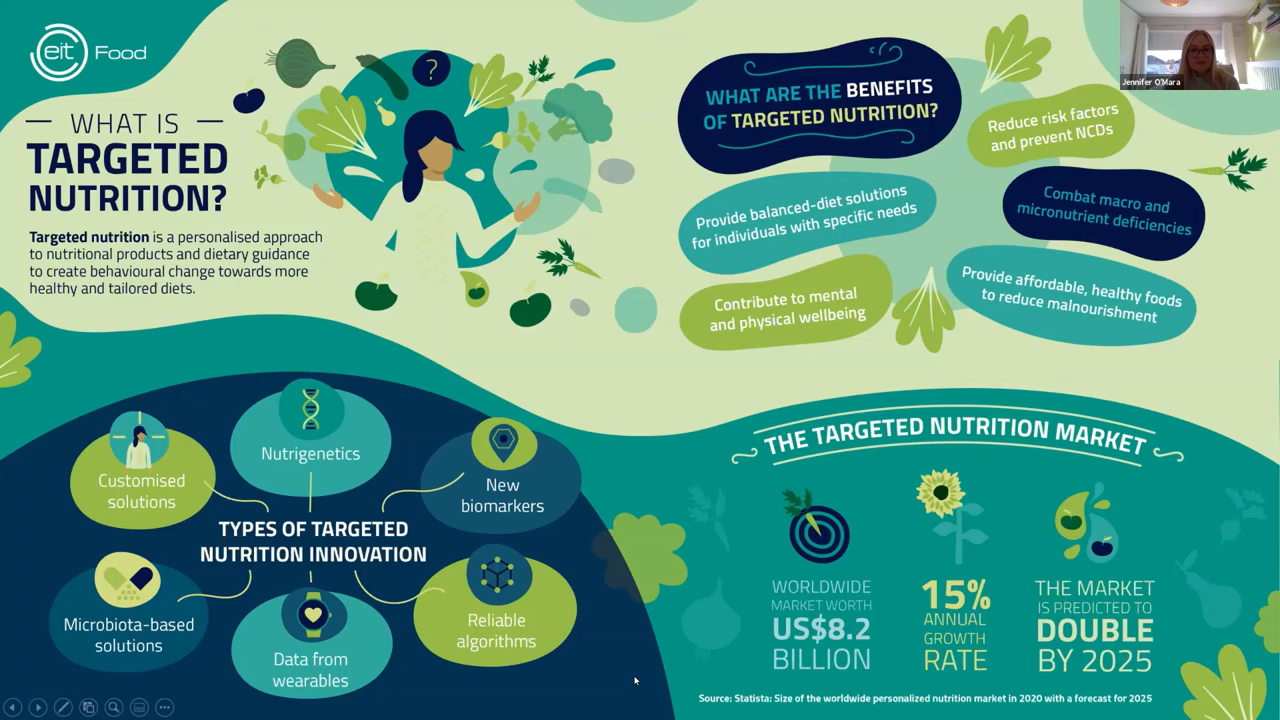 eit Food
WHAT IS
TARGETED
NUTRITION?
Targeted nutrition is a personalised approach
to nutritional products and dietary guidance
to create behavioural change towards more
healthy and tailored diets.
?
WHAT ARE THE BENEFITS
OF TARGETED NUTRITION?
Reduce risk factors
and prevent NCDs
Provide balanced-diet solutions
for individuals with specific needs
Combat macro and
micronutrient deficiencies
Contribute to mental
and physical wellbeing
Provide affordable, healthy foods
to reduce malnourishment
Jennifer O'Mara
TYPES OF TARGETED
NUTRITION INNOVATION
Customised
solutions
Nutrigenetics
New
biomarkers
Microbiota-based
solutions
Data from
wearables
Reliable
algorithms
THE TARGETED NUTRITION MARKET
WORLDWIDE
MARKET WORTH
US$8.2
BILLION
15%
ANNUAL
GROWTH
RATE
THE MARKET
IS PREDICTED TO
DOUBLE
BY 2025
Source: Statista: Size of the worldwide personalized nutrition market in 2020 with a forecast for 2025